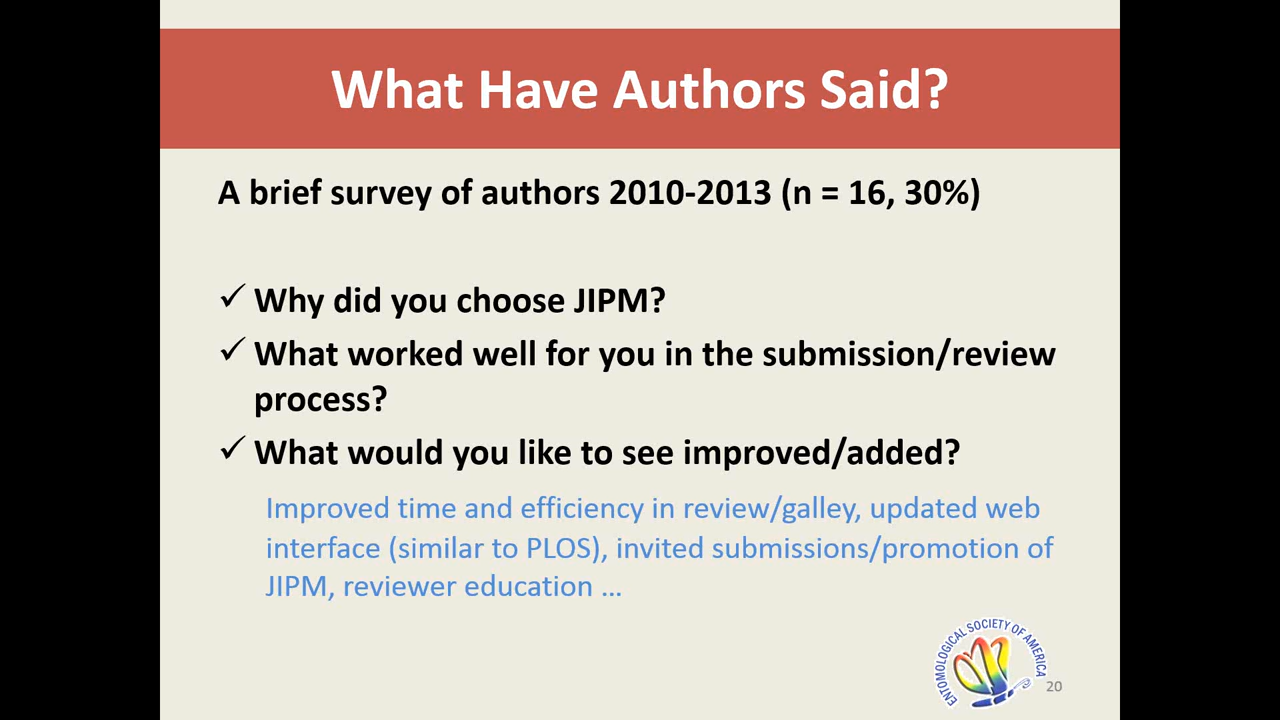 What Have Authors Said?
A brief survey of authors 2010-2013 (n = 16, 30%)
✓ Why did you choose JIPM?
✓ What worked well for you in the submission/review
process?
✓ What would you like to see improved/added?
Improved time and efficiency in review/galley, updated web
interface (similar to PLOS), invited submissions/promotion of
JIPM, reviewer education ...
ENTOMOLOGICAL SOCIETY OF AMERICA
20